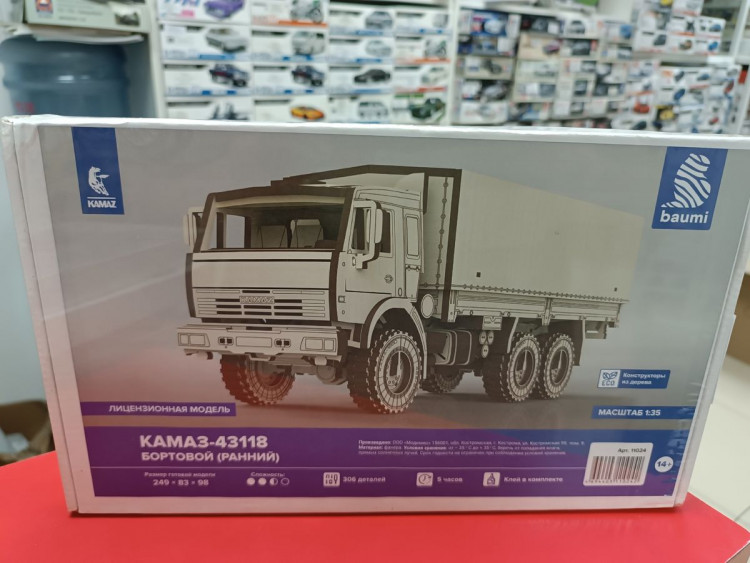 KAMAZ
baumi
ECO
Конструкторы
из дерева
ЛИЦЕНЗИОННАЯ МОДЕЛЬ
МАСШТАБ 1:35
КАМАЗ-43118
БОРТОВОЙ (РАННИЙ)
Размер готовой модели
249 × 83 × 98
Сложность:
306 деталей
5 часов
Клей в комплекте
Арт. 11024
14+